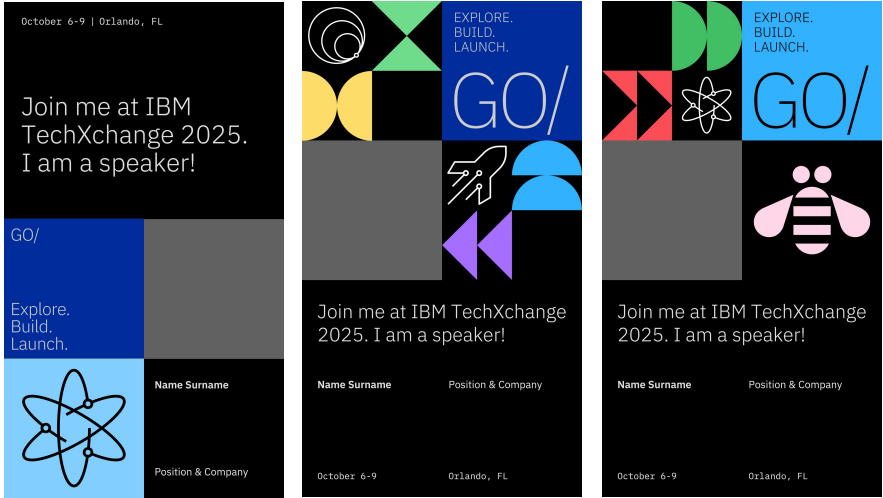 October 6-9 | Orlando, FL
Join me at IBM
TechXchange 2025.
I am a speaker!
GO/
Explore.
Build.
Launch.
Name Surname
Position & Company
EXPLORE.
BUILD.
LAUNCH.
GO/
Join me at IBM TechXchange
2025. I am a speaker!
Name Surname
Position & Company
October 6-9
Orlando, FL
EXPLORE.
BUILD.
LAUNCH.
GO/
Join me at IBM TechXchange
2025. I am a speaker!
Name Surname
Position & Company
October 6-9
Orlando, FL